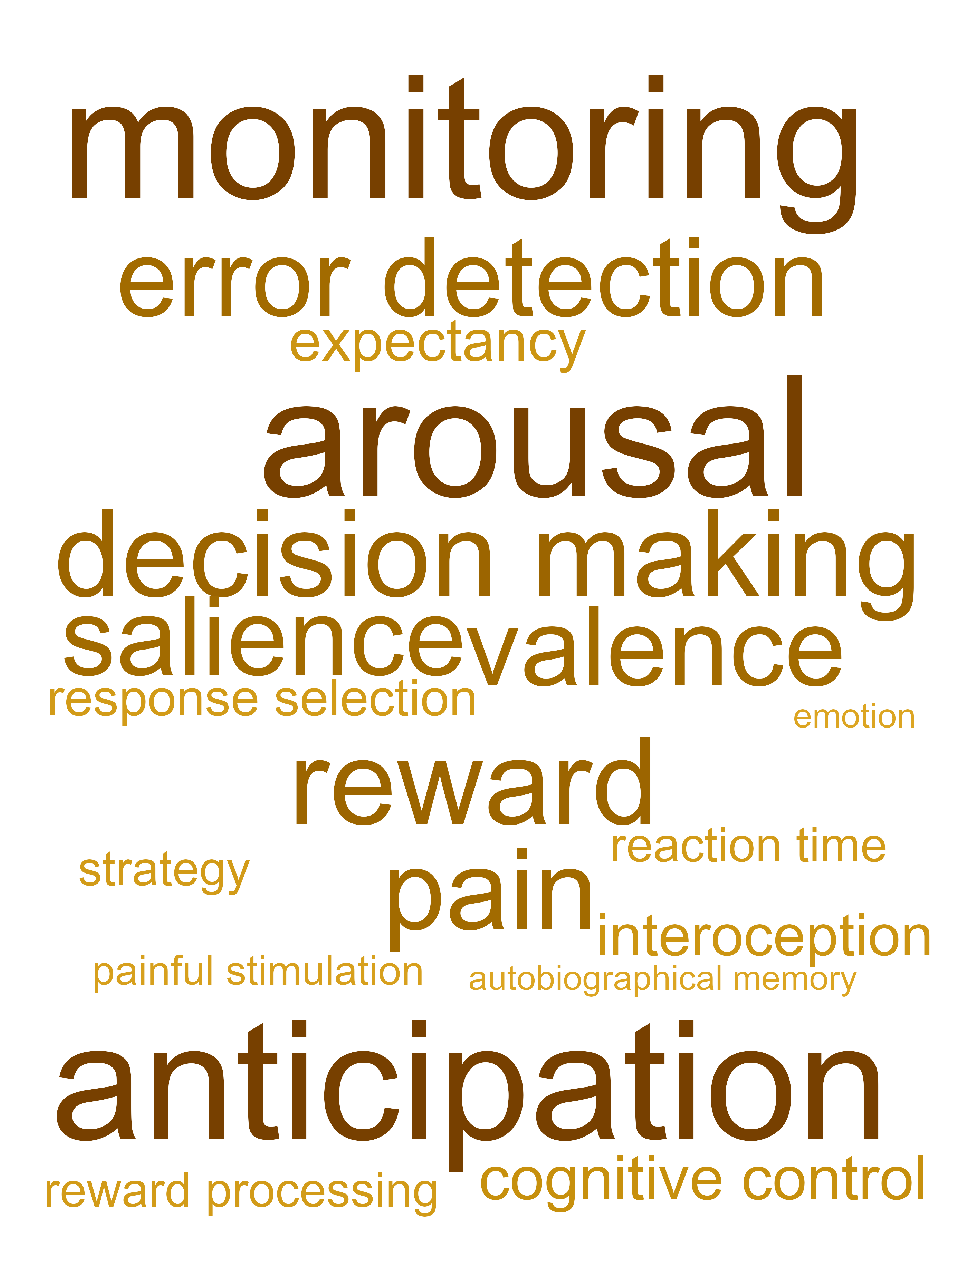 monitoring
error detection
expectancy
arousal
decision making
salience valence
response selection
emotion
reward
reaction time
strategy
pain
interoception
painful stimulation
autobiographical memory
anticipation
reward processing
cognitive control